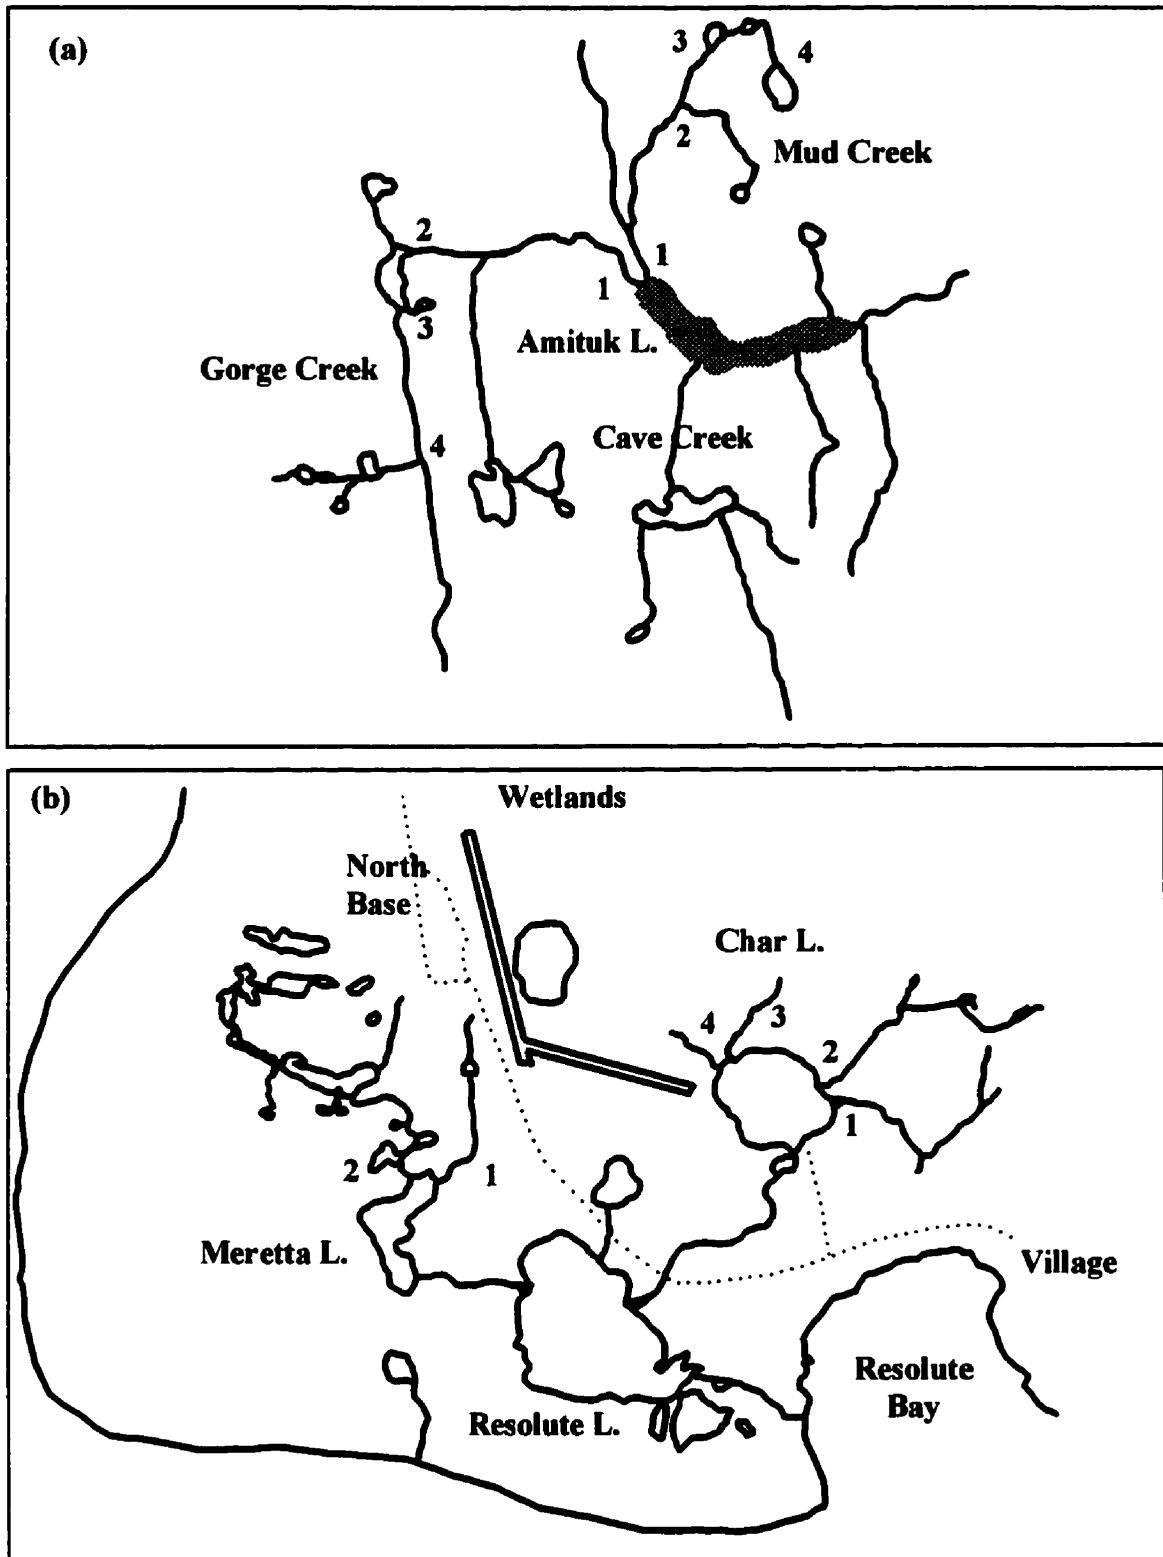 (a)
3
4
2
Mud Creek
2
1
1
3
Amituk L.
Gorge Creek
Cave Creek
4
(b)
Wetlands
North
Base
Char L.
4
3
2
1
2
1
Meretta L.
Village
Resolute
Bay
Resolute L.